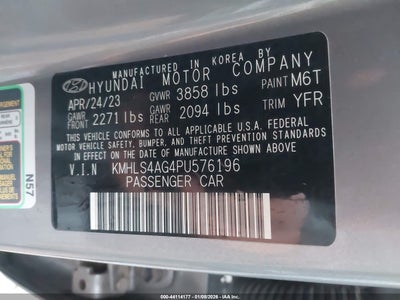 MANUFACTURED IN KOREA BY
HYUNDAI MOTOR COMPANY
APR/24/23 GVWR 3858 lbs PAINT M6T
GAWR FRONT 2271 lbs GAWR REAR 2094 lbs TRIM YFR
THIS VEHICLE CONFORMS TO ALL APPLICABLE U.S.A. FEDERAL
MOTOR VEHICLE SAFETY, BUMPER, AND THEFT PREVENTION STANDARDS
IN EFFECT ON THE DATE OF MANUFACTURE SHOWN ABOVE.
V.I.N KMHLS4AG4PU576196
PASSENGER CAR
N57
000-44114177 - 01/08/2026 - IAA Inc.